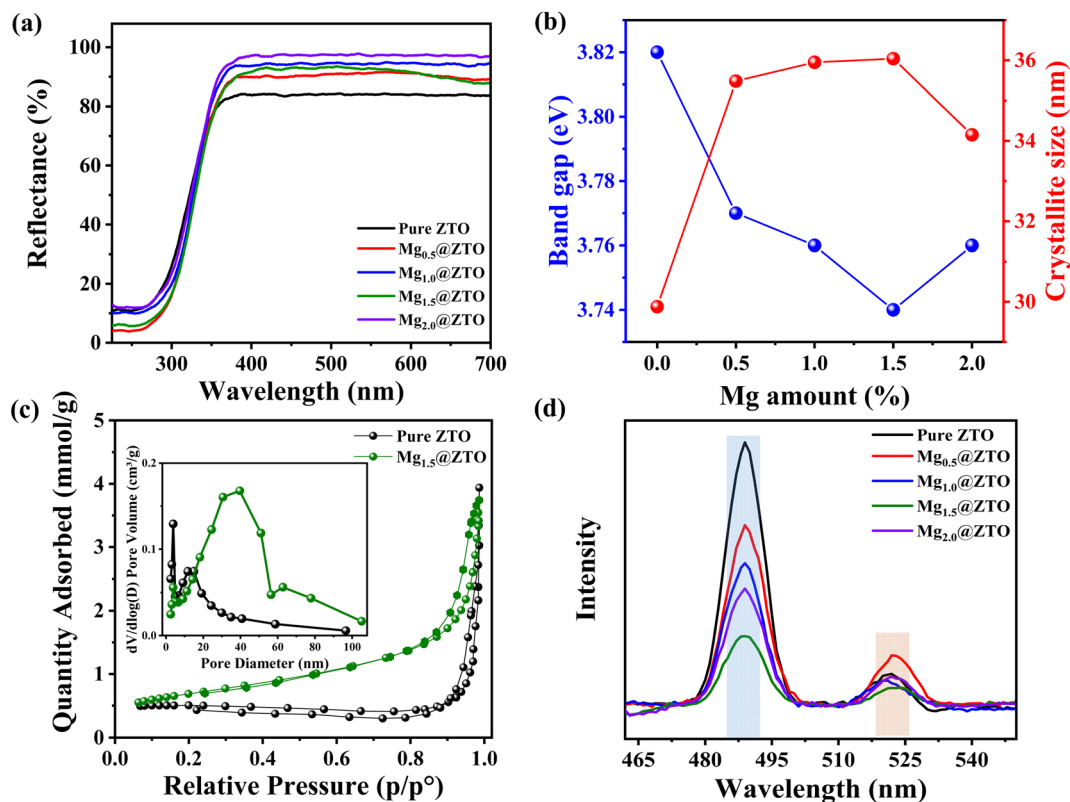 (a)
Reflectance (%)
100
80
60
40
20
0
300
400
500
600
700
Wavelength (nm)
Pure ZTO
Mg0.5@ZTO
Mg1.0@ZTO
Mg1.5@ZTO
Mg2.0@ZTO
(b)
Band gap (eV)
3.82
3.80
3.78
3.76
3.74
0.0
0.5
1.0
1.5
2.0
Mg amount (%)
36
34
32
30
Crystallite size (nm)
(c)
Quantity Adsorbed (mmol/g)
5
4
3
2
1
0
0.0
0.2
0.4
0.6
0.8
1.0
Relative Pressure (p/p°)
Pure ZTO
Mg1.5@ZTO
dV/dlog(D) Pore Volume (cm³/g)
0.2
0.1
0.0
0
20
40
60
80
100
Pore Diameter (nm)
(d)
Intensity
465
480
495
510
525
540
Wavelength (nm)
Pure ZTO
Mg0.5@ZTO
Mg1.0@ZTO
Mg1.5@ZTO
Mg2.0@ZTO